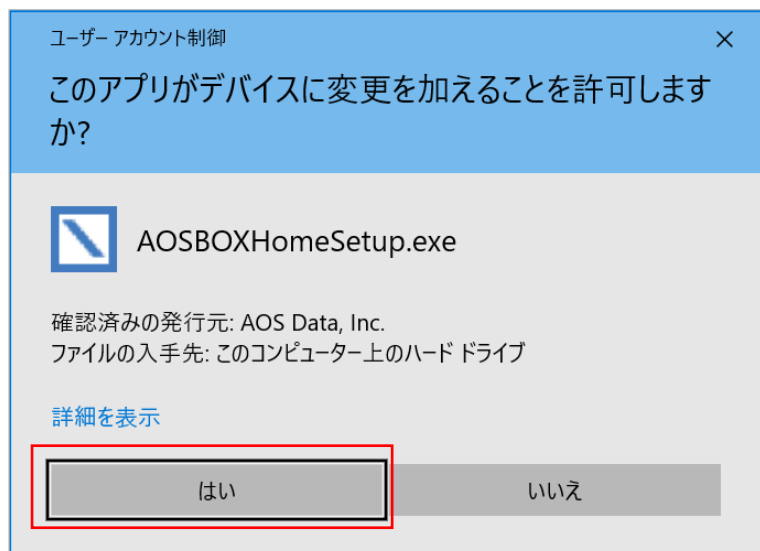 ユーザー アカウント制御
このアプリがデバイスに変更を加えることを許可します
か?
AOSBOXHomeSetup.exe
確認済みの発行元: AOS Data, Inc.
ファイルの入手先: このコンピューター上のハード ドライブ
詳細を表示
はい
いいえ